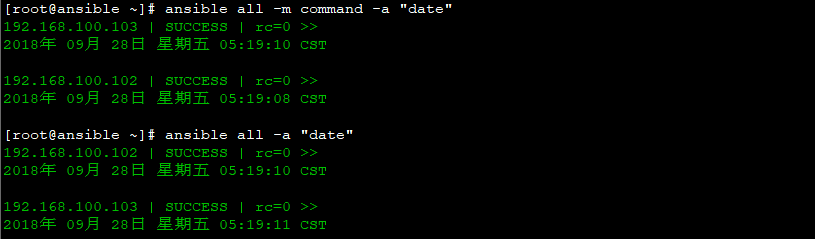 [root@ansible ~]# ansible all -m command -a "date"
192.168.100.103 | SUCCESS | rc=0 >>
2018年 09月 28日 星期五 05:19:10 CST
192.168.100.102 | SUCCESS | rc=0 >>
2018年 09月 28日 星期五 05:19:08 CST
[root@ansible ~]# ansible all -a "date"
192.168.100.102 | SUCCESS | rc=0 >>
2018年 09月 28日 星期五 05:19:10 CST
192.168.100.103 | SUCCESS | rc=0 >>
2018年 09月 28日 星期五 05:19:11 CST